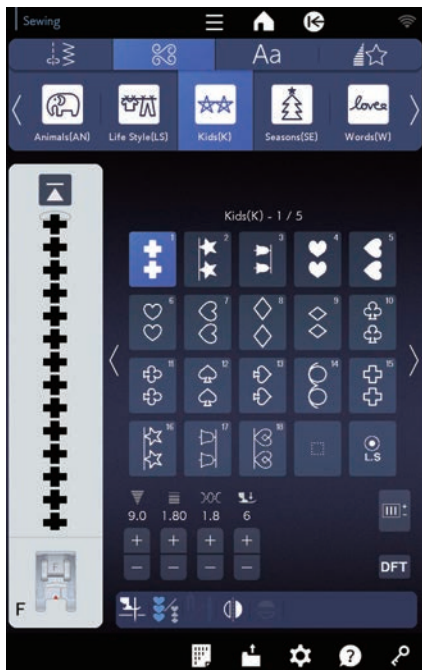 Sewing
Aa
Animals(AN) Life Style(LS) Kids(K) Seasons(SE) Words(W)
love
Kids(K) - 1 / 5
1 2 3 4 5
6 7 8 9 10
11 12 13 14 15
16 17 18
L.S
9.0 1.80 1.8 6
+ + + +
- - - -
DFT
F
F
?